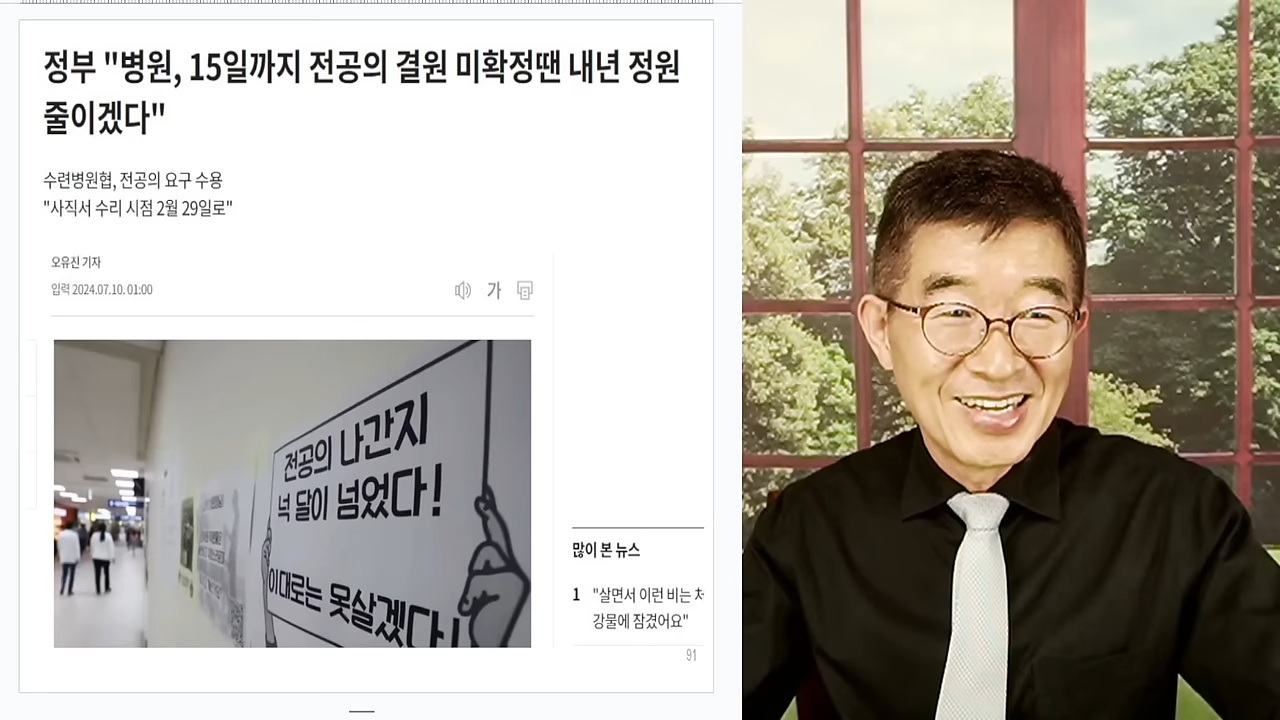 정부 "병원, 15일까지 전공의 결원 미확정땐 내년 정원
줄이겠다"
수련병원협, 전공의 요구 수용
"사직서 수리 시점 2월 29일로"
오유진 기자
입력 2024.07.10. 01:00
가
전공의 나간지
넉 달이 넘었다!
이대로는 못살겠다!
많이 본 뉴스
1 "살면서 이런 비는 처
강물에 잠겼어요"
91